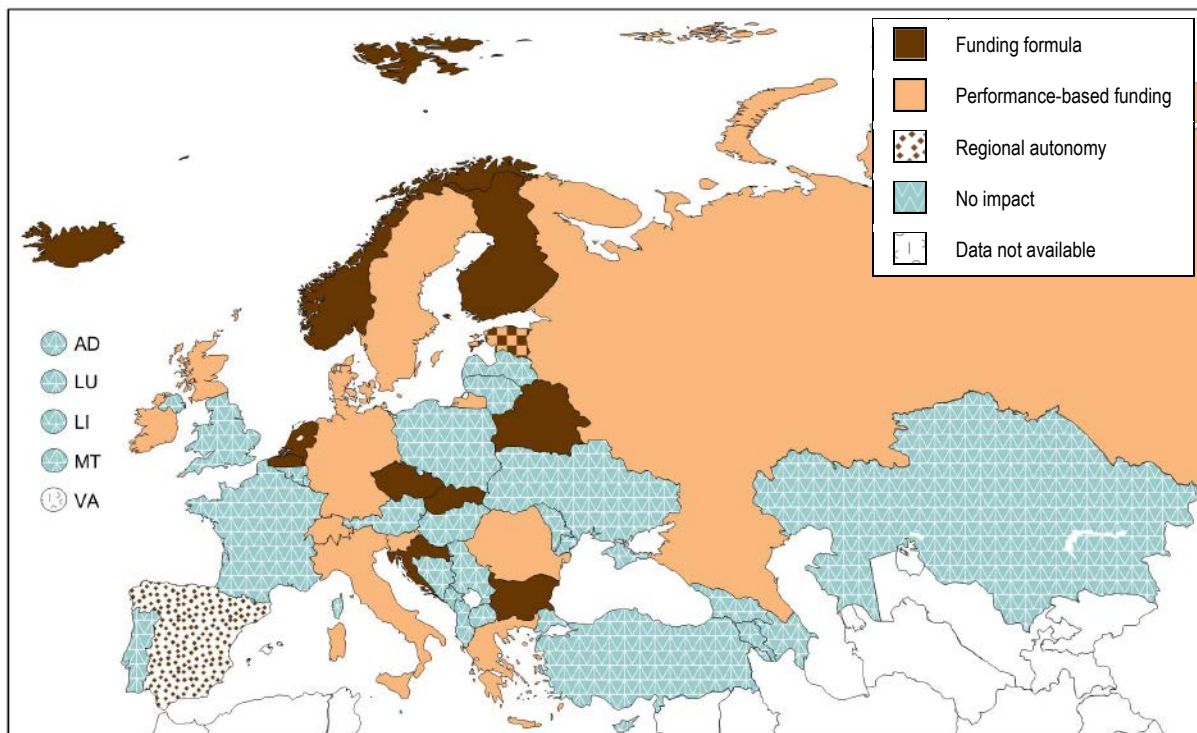 Funding formula
Performance-based funding
Regional autonomy
No impact
Data not available
AD
LU
LI
MT
VA